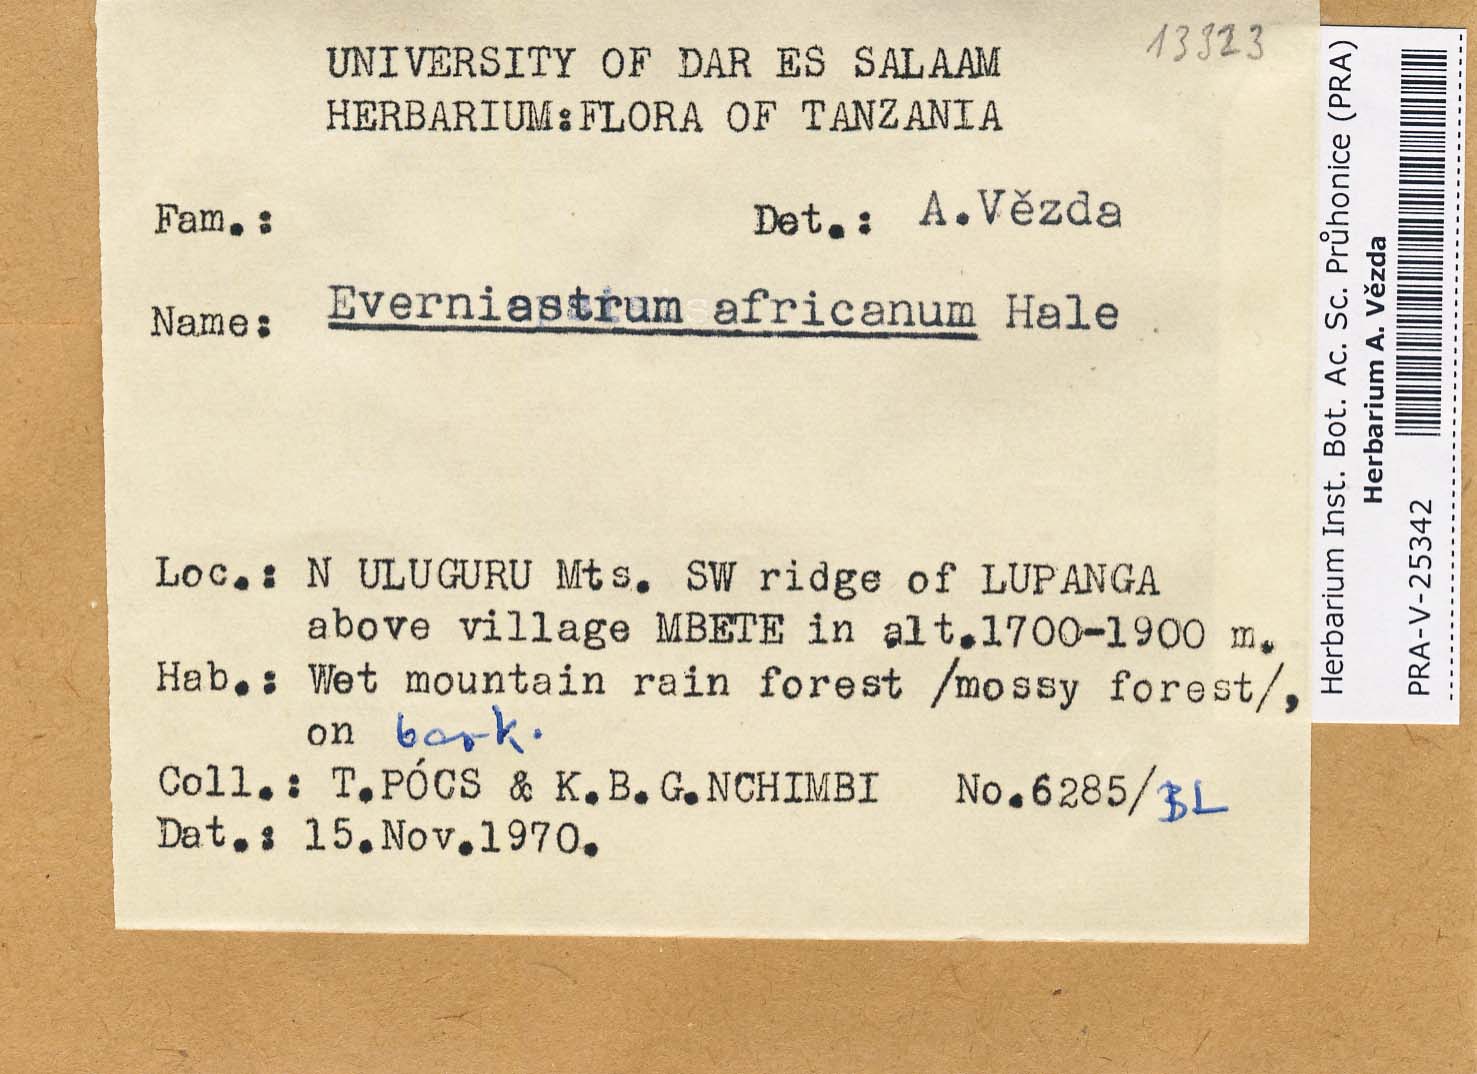 13323
UNIVERSITY OF DAR ES SALAAM
HERBARIUM:FLORA OF TANZANIA
Fam.: Det.: A.Vězda
Name: Everniastrum africanum Hale
Loc.: N ULUGURU Mts. SW ridge of LUPANGA
above village MBETE in alt.1700-1900 m.
Hab.: Wet mountain rain forest /mossy forest/,
on bark.
Coll.: T.PÓCS & K.B.G.NCHIMBI No.6285/BL
Dat.: 15.Nov.1970.
Herbarium Inst. Bot. Ac. Sc. Průhonice (PRA)
Herbarium A. Vězda
PRA-V-25342